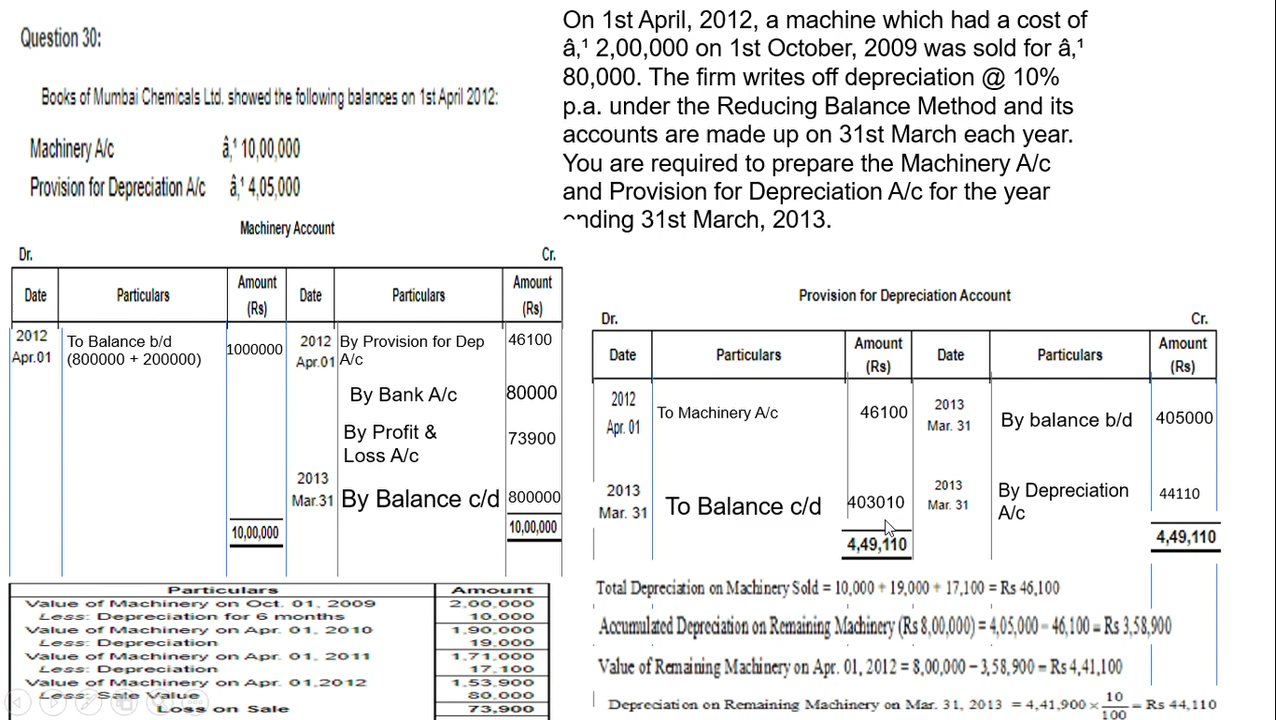 Question 30:
Books of Mumbai Chemicals Ltd. showed the following balances on 1st April 2012:
Machinery A/c â‚¹ 10,00,000
Provision for Depreciation A/c â‚¹ 4,05,000
On 1st April, 2012, a machine which had a cost of
â‚¹ 2,00,000 on 1st October, 2009 was sold for â‚¹
80,000. The firm writes off depreciation @ 10%
p.a. under the Reducing Balance Method and its
accounts are made up on 31st March each year.
You are required to prepare the Machinery A/c
and Provision for Depreciation A/c for the year
ending 31st March, 2013.
Machinery Account
Dr. Cr.
Date Particulars Amount (Rs) Date Particulars Amount (Rs)
2012 To Balance b/d 2012 By Provision for Dep 46100
Apr.01 (800000 + 200000) 1000000 Apr.01 A/c
By Bank A/c 80000
By Profit & 73900
Loss A/c
2013
Mar.31 By Balance c/d 800000
10,00,000 10,00,000
Particulars Amount
Value of Machinery on Oct. 01, 2009 2,00,000
Less: Depreciation for 6 months 10,000
Value of Machinery on Apr. 01, 2010 1,90,000
Less: Depreciation 19,000
Value of Machinery on Apr. 01, 2011 1,71,000
Less: Depreciation 17,100
Value of Machinery on Apr. 01,2012 1,53,900
Less: Sale Value 80,000
Loss on Sale 73,900
Provision for Depreciation Account
Dr. Cr.
Date Particulars Amount (Rs) Date Particulars Amount (Rs)
2012 To Machinery A/c 46100 2013 By balance b/d 405000
Apr. 01 Mar. 31
2013 To Balance c/d 403010 2013 By Depreciation 44110
Mar. 31 Mar. 31 A/c
4,49,110 4,49,110
Total Depreciation on Machinery Sold = 10,000 + 19,000 + 17,100 = Rs 46,100
Accumulated Depreciation on Remaining Machinery (Rs 8,00,000) = 4,05,000 − 46,100 = Rs 3,58,900
Value of Remaining Machinery on Apr. 01, 2012 = 8,00,000 − 3,58,900 = Rs 4,41,100
Depreciation on Remaining Machinery on Mar. 31, 2013 = 4,41,900 × 10/100 = Rs 44,110